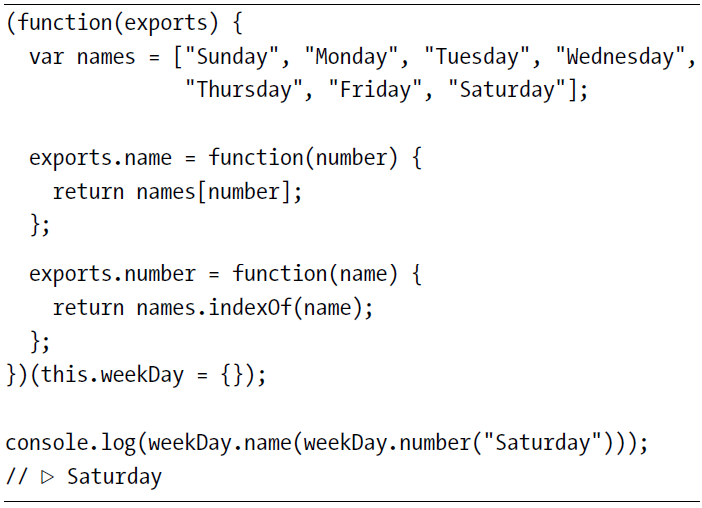 (function(exports) {
  var names = ["Sunday", "Monday", "Tuesday", "Wednesday",
               "Thursday", "Friday", "Saturday"];

  exports.name = function(number) {
    return names[number];
  };

  exports.number = function(name) {
    return names.indexOf(name);
  };
})(this.weekDay = {});

console.log(weekDay.name(weekDay.number("Saturday")));
// ▷ Saturday